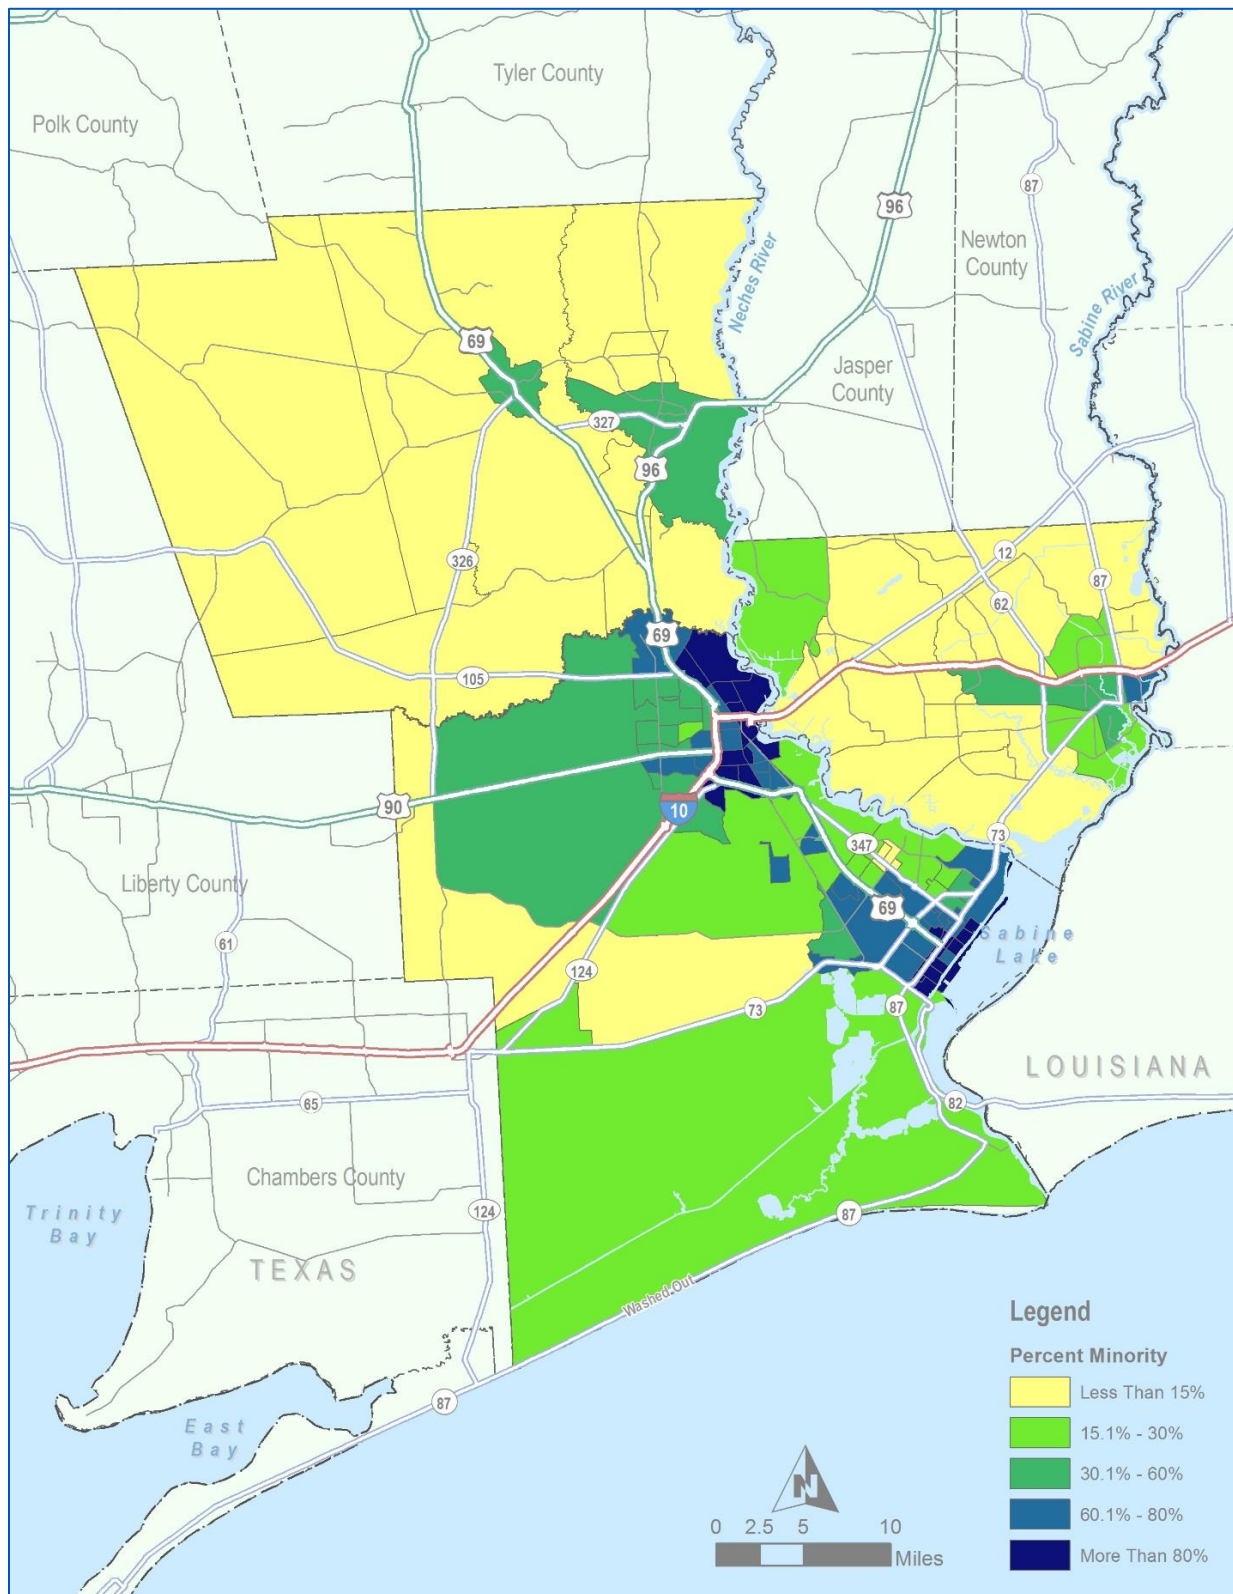 Tyler County
Polk County
87
96
Newton
County
Neches River
Sabine River
69
Jasper
County
327
96
12
326
87
62
69
105
90
10
73
347
Liberty County
69
61
Sabine
Lake
124
87
73
LOUISIANA
65
82
Chambers County
Trinity
Bay
124
87
TEXAS
Washed Out
Legend
Percent Minority
Less Than 15%
15.1% - 30%
30.1% - 60%
60.1% - 80%
More Than 80%
87
East
Bay
N
0 2.5 5 10
Miles